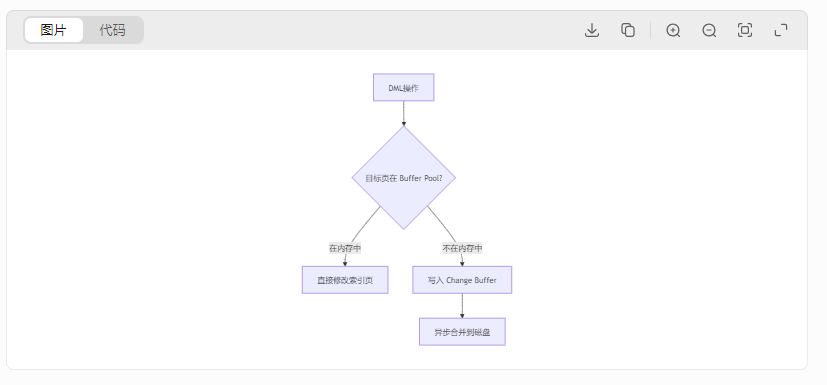 图片 代码
DML操作
目标页在 Buffer Pool?
在内存中 不在内存中
直接修改索引页 写入 Change Buffer
异步合并到磁盘